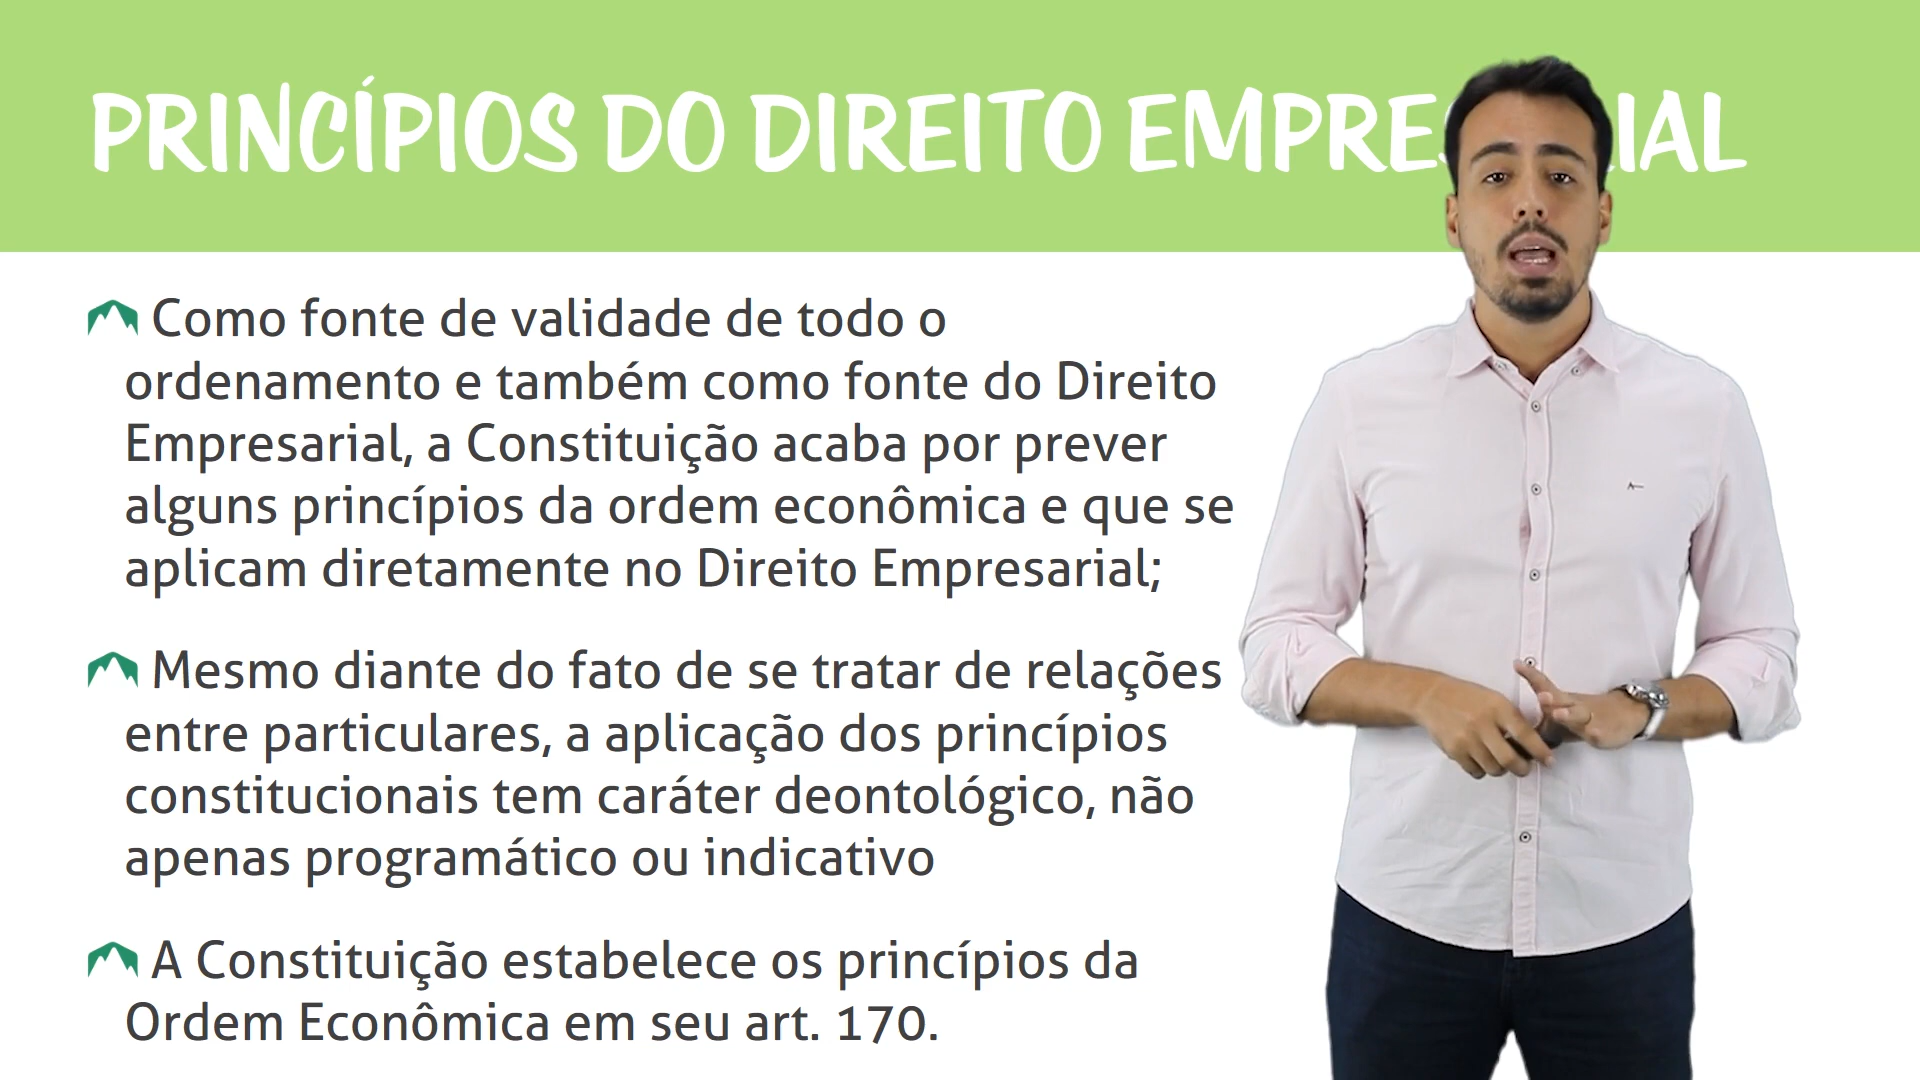 PRINCÍPIOS DO DIREITO
Como fonte de validade de todo o
ordenamento e também como fonte do Direito
Empresarial, a Constituição acaba por prever
alguns princípios da ordem econômica e que se
aplicam diretamente no Direito Empresarial;
Mesmo diante do fato de se tratar de relações
entre particulares, a aplicação dos princípios
constitucionais tem caráter deontológico, não
apenas programático ou indicativo
A Constituição estabelece os princípios da
Ordem Econômica em seu art. 170.